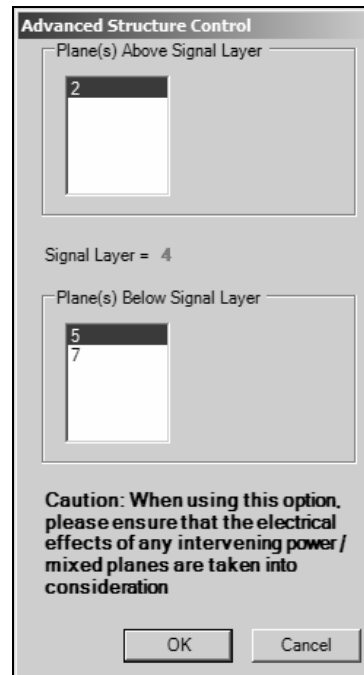 Advanced Structure Control
Plane(s) Above Signal Layer
2
Signal Layer = 4
Plane(s) Below Signal Layer
5
7
Caution: When using this option,
please ensure that the electrical
effects of any intervening power /
mixed planes are taken into
consideration
OK Cancel